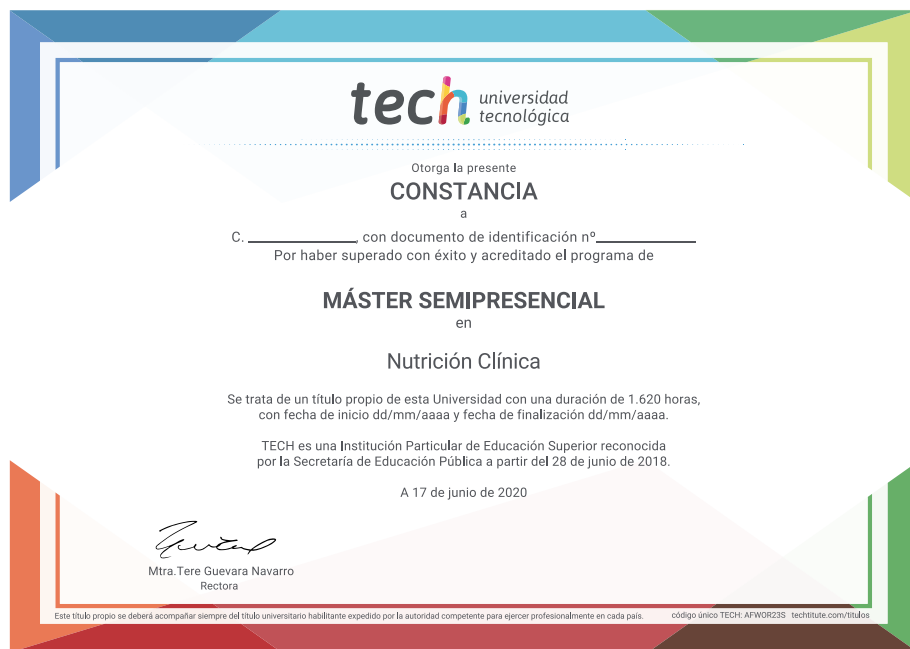 tech universidad
tecnológica
Otorga la presente
CONSTANCIA
a
C. ____________, con documento de identificación nº____________
Por haber superado con éxito y acreditado el programa de
MÁSTER SEMIPRESENCIAL
en
Nutrición Clínica
Se trata de un título propio de esta Universidad con una duración de 1.620 horas,
con fecha de inicio dd/mm/aaaa y fecha de finalización dd/mm/aaaa.
TECH es una Institución Particular de Educación Superior reconocida
por la Secretaría de Educación Pública a partir del 28 de junio de 2018.
A 17 de junio de 2020
Mtra.Tere Guevara Navarro
Rectora
Este título propio se deberá acompañar siempre del título universitario habilitante expedido por la autoridad competente para ejercer profesionalmente en cada país. código único TECH: AFWOR23S techtitute.com/titulos